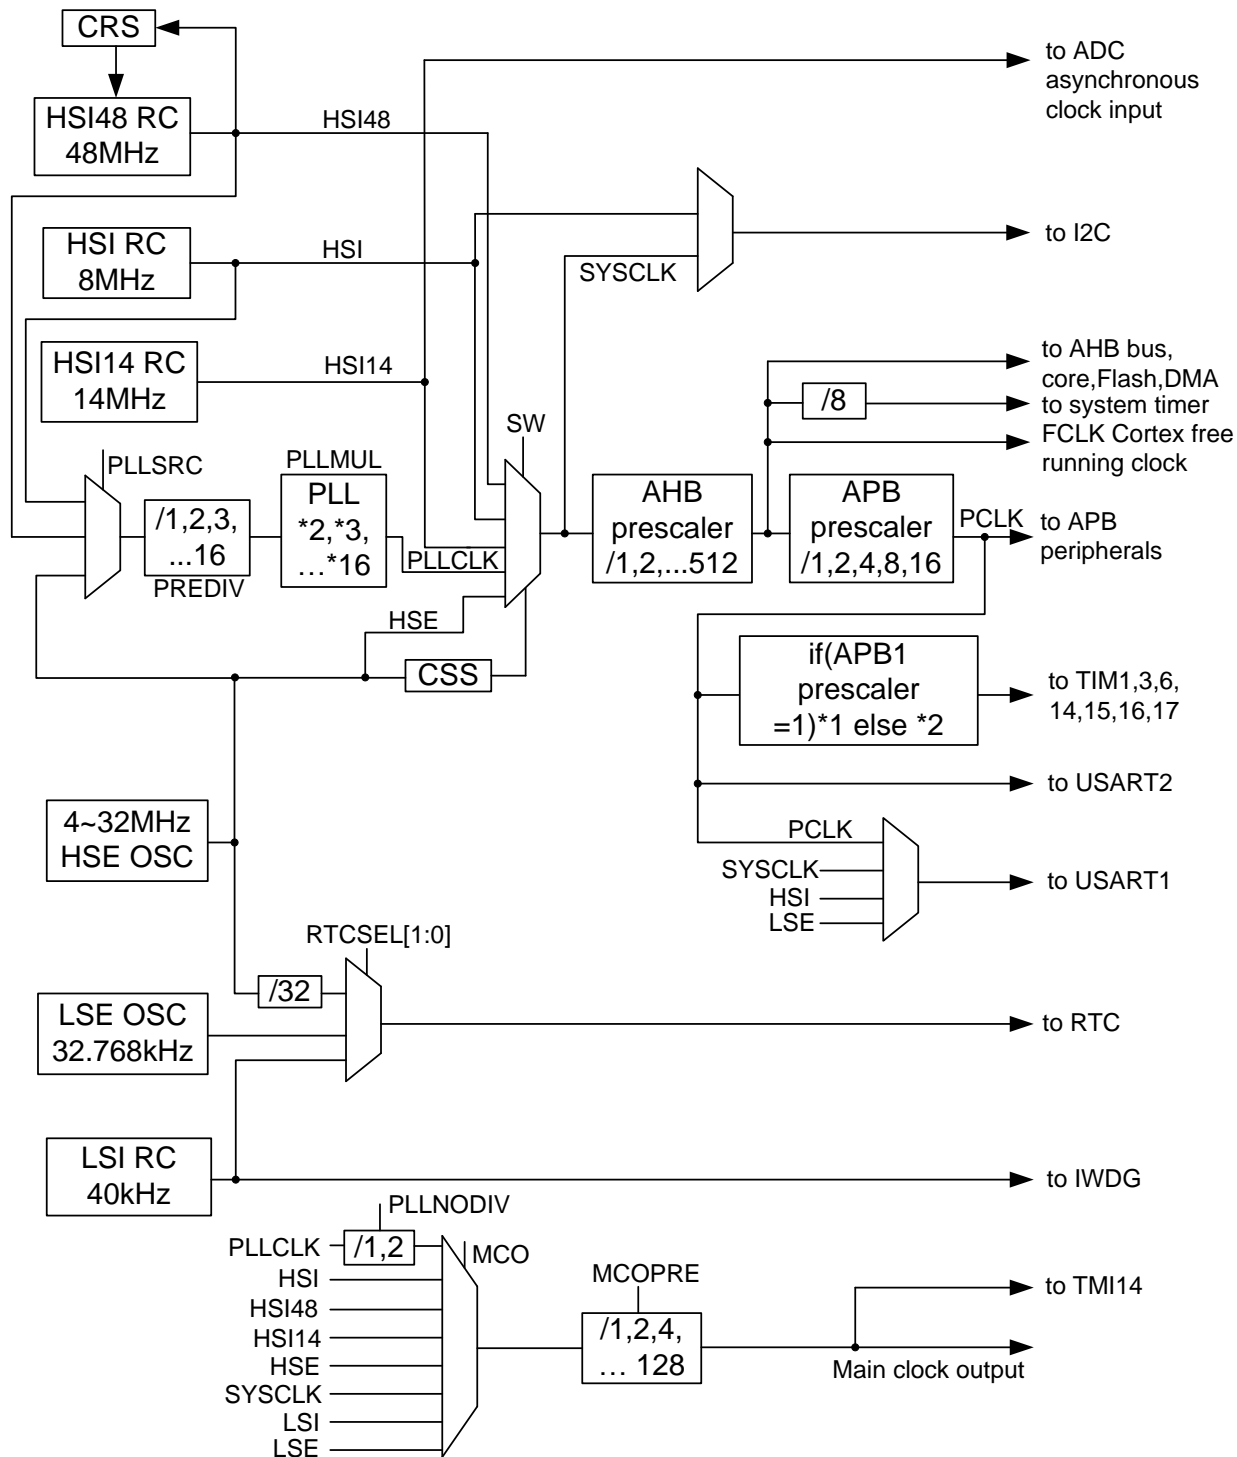 CRS
to ADC
asynchronous
clock input
HSI48 RC
48MHz
HSI48
HSI RC
8MHz
HSI
SYSCLK
to I2C
HSI14 RC
14MHz
HSI14
to AHB bus,
core,Flash,DMA
/8
to system timer
FCLK Cortex free
running clock
SW
PLLSRC
PLLMUL
/1,2,3,
...16
PREDIV
PLL
*2,*3,
...*16
PLLCLK
AHB
prescaler
/1,2,...512
APB
prescaler
/1,2,4,8,16
PCLK
to APB
peripherals
HSE
CSS
if(APB1
prescaler
=1)*1 else *2
to TIM1,3,6,
14,15,16,17
to USART2
4~32MHz
HSE OSC
PCLK
SYSCLK
HSI
LSE
to USART1
RTCSEL[1:0]
/32
LSE OSC
32.768kHz
to RTC
LSI RC
40kHz
to IWDG
PLLNODIV
PLLCLK
/1,2
MCO
HSI
HSI48
HSI14
HSE
SYSCLK
LSI
LSE
MCOPRE
/1,2,4,
... 128
to TMI14
Main clock output